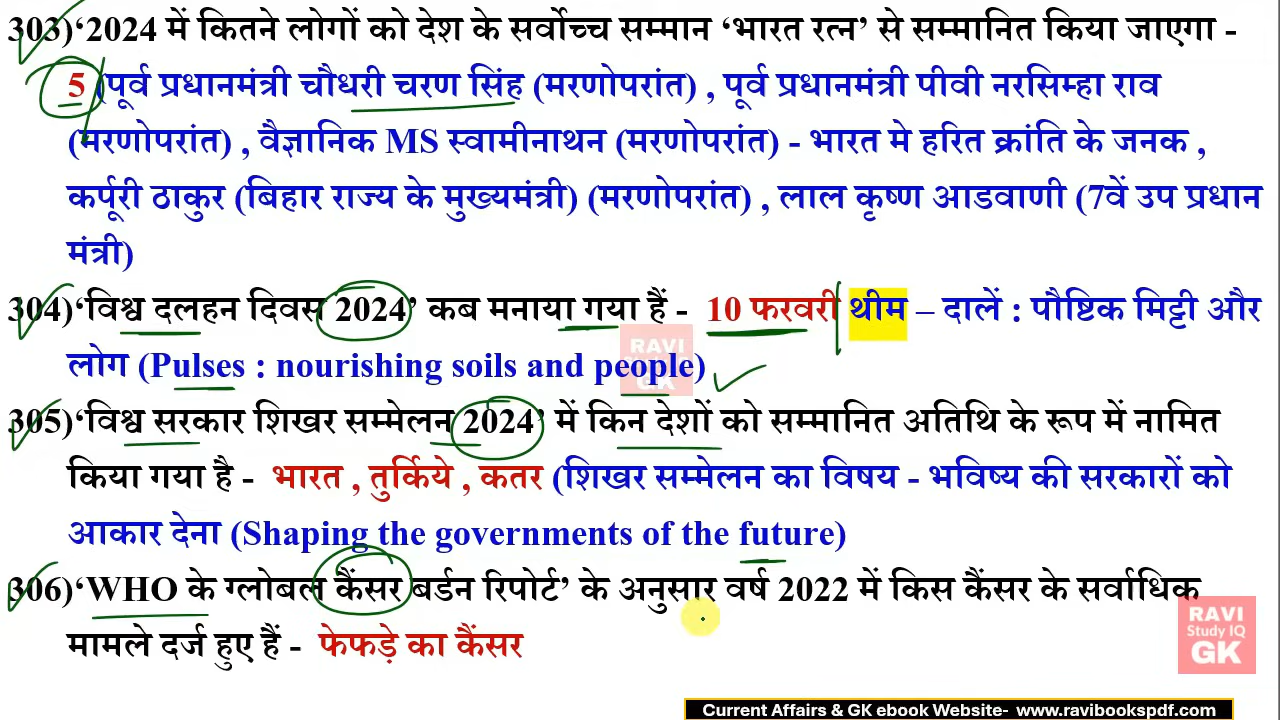 303)‘2024 में कितने लोगों को देश के सर्वोच्च सम्मान ‘भारत रत्न’ से सम्मानित किया जाएगा -
5 (पूर्व प्रधानमंत्री चौधरी चरण सिंह (मरणोपरांत) , पूर्व प्रधानमंत्री पीवी नरसिम्हा राव
(मरणोपरांत) , वैज्ञानिक MS स्वामीनाथन (मरणोपरांत) - भारत मे हरित क्रांति के जनक ,
कर्पूरी ठाकुर (बिहार राज्य के मुख्यमंत्री) (मरणोपरांत) , लाल कृष्ण आडवाणी (7वें उप प्रधान
मंत्री)
304)‘विश्व दलहन दिवस 2024’ कब मनाया गया हैं - 10 फरवरी थीम – दालें : पौष्टिक मिट्टी और
लोग (Pulses : nourishing soils and people)
RAVI
GK
305)‘विश्व सरकार शिखर सम्मेलन 2024’ में किन देशों को सम्मानित अतिथि के रूप में नामित
किया गया है - भारत , तुर्किये , कतर (शिखर सम्मेलन का विषय - भविष्य की सरकारों को
आकार देना (Shaping the governments of the future)
306)‘WHO के ग्लोबल कैंसर बर्डन रिपोर्ट’ के अनुसार वर्ष 2022 में किस कैंसर के सर्वाधिक
मामले दर्ज हुए हैं - फेफड़े का कैंसर
RAVI
Study IQ
GK
Current Affairs & GK ebook Website- www.ravibookspdf.com